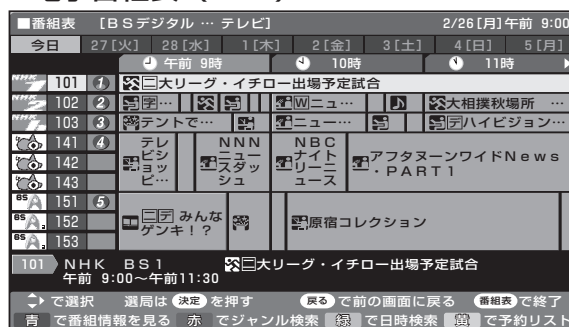 ■番組表 [BSデジタル … テレビ] 2/26[月]午前 9:00
今日 27[火] 28[水] 1[木] 2[金] 3[土] 4[日] 5[月]
午前 9時 10時 11時
101 1 二大リーグ・イチロー出場予定試合
102 2 字… Wニュ… 大相撲秋場所 …
103 3 テントで… ニュー… デハイビジョン…
141 4 テレビショッピ… NNNニュースダッシュ NBCナイトリーニュース アフタヌーンワイドNews・PART1
142
143
151 5 二デ みんなゲンキ!? 原宿コレクション
152
153
101 NHK BS1 二大リーグ・イチロー出場予定試合
午前 9:00~午前11:30
で選択 選局は 決定 を押す 戻る で前の画面に戻る 番組表 で終了
青 で番組情報を見る 赤 でジャンル検索 緑 で日時検索 黄 で予約リスト